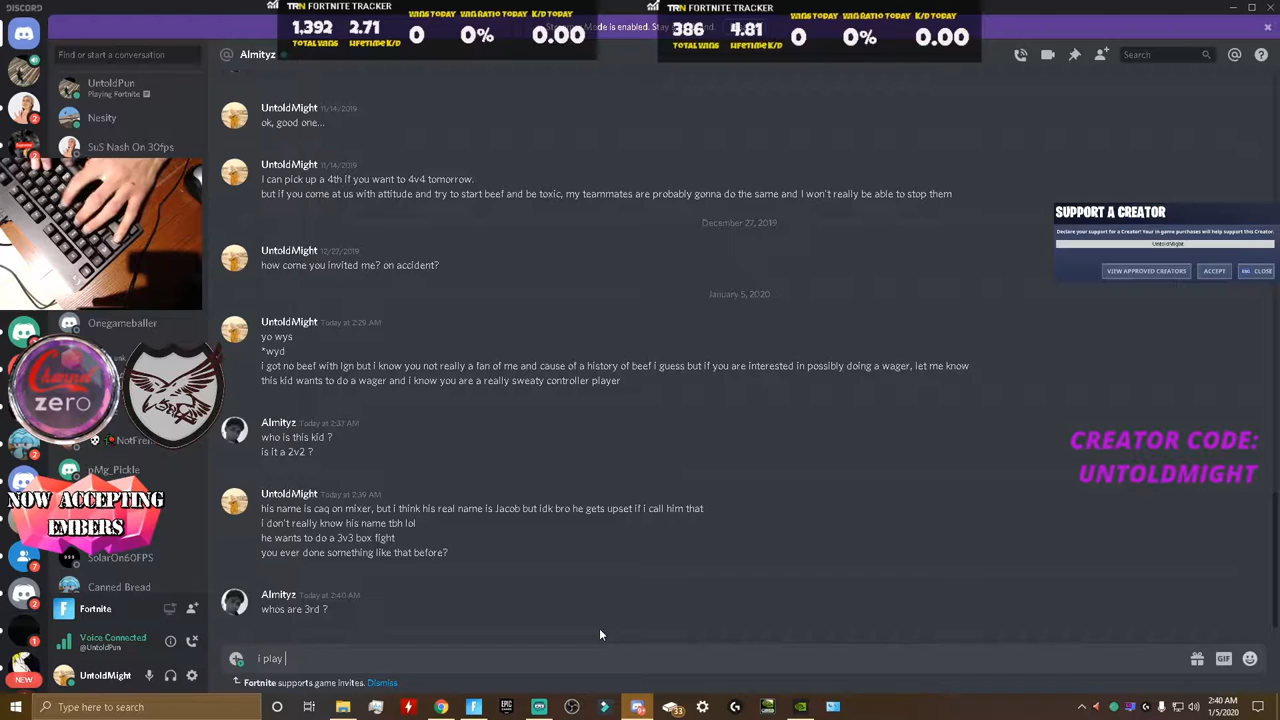 DISCORD
TRN FORTNITE TRACKER
1,392 2.71
TOTAL WINS LIFETIME K/D
WINS TODAY WIN RATIO TODAY K/D TODAY
0 0% 0.00
TRN FORTNITE TRACKER
386 4.81
TOTAL WINS LIFETIME K/D
WINS TODAY WIN RATIO TODAY K/D TODAY
0 0% 0.00
Mode is enabled. Stay
Find or start a conversation
@ Almityz
Search
UntoldPun
Playing Fortnite
Nesity
SuS Nash On 30fps
Onegameballer
pMg_Pickle
SolarOn60FPS
Canned Bread
Fortnite
Voice Connected
@UntoldPun
UntoldMight
UntoldMight 11/14/2019
ok, good one...
UntoldMight 11/14/2019
I can pick up a 4th if you want to 4v4 tomorrow.
but if you come at us with attitude and try to start beef and be toxic, my teammates are probably gonna do the same and I won't really be able to stop them
December 27, 2019
UntoldMight 12/27/2019
how come you invited me? on accident?
January 5, 2020
UntoldMight Today at 2:29 AM
yo wys
*wyd
i got no beef with lgn but i know you not really a fan of me and cause of a history of beef i guess but if you are interested in possibly doing a wager, let me know
this kid wants to do a wager and i know you are a really sweaty controller player
Almityz Today at 2:37 AM
who is this kid ?
is it a 2v2 ?
UntoldMight Today at 2:39 AM
his name is caq on mixer, but i think his real name is Jacob but idk bro he gets upset if i call him that
i don't really know his name tbh lol
he wants to do a 3v3 box fight
you ever done something like that before?
Almityz Today at 2:40 AM
whos are 3rd ?
i play
GIF
Fortnite supports game invites. Dismiss
SUPPORT A CREATOR
Declare your support for a Creator! Your in-game purchases will help support this Creator.
UntoldMight
VIEW APPROVED CREATORS
ACCEPT
ESC CLOSE
CREATOR CODE:
UNTOLDMIGHT
Channel
zero
NOW ACCEPTING
EMBERS
NEW
Type here to search
EPIC GAMES
33
2:40 AM
1/5/2020